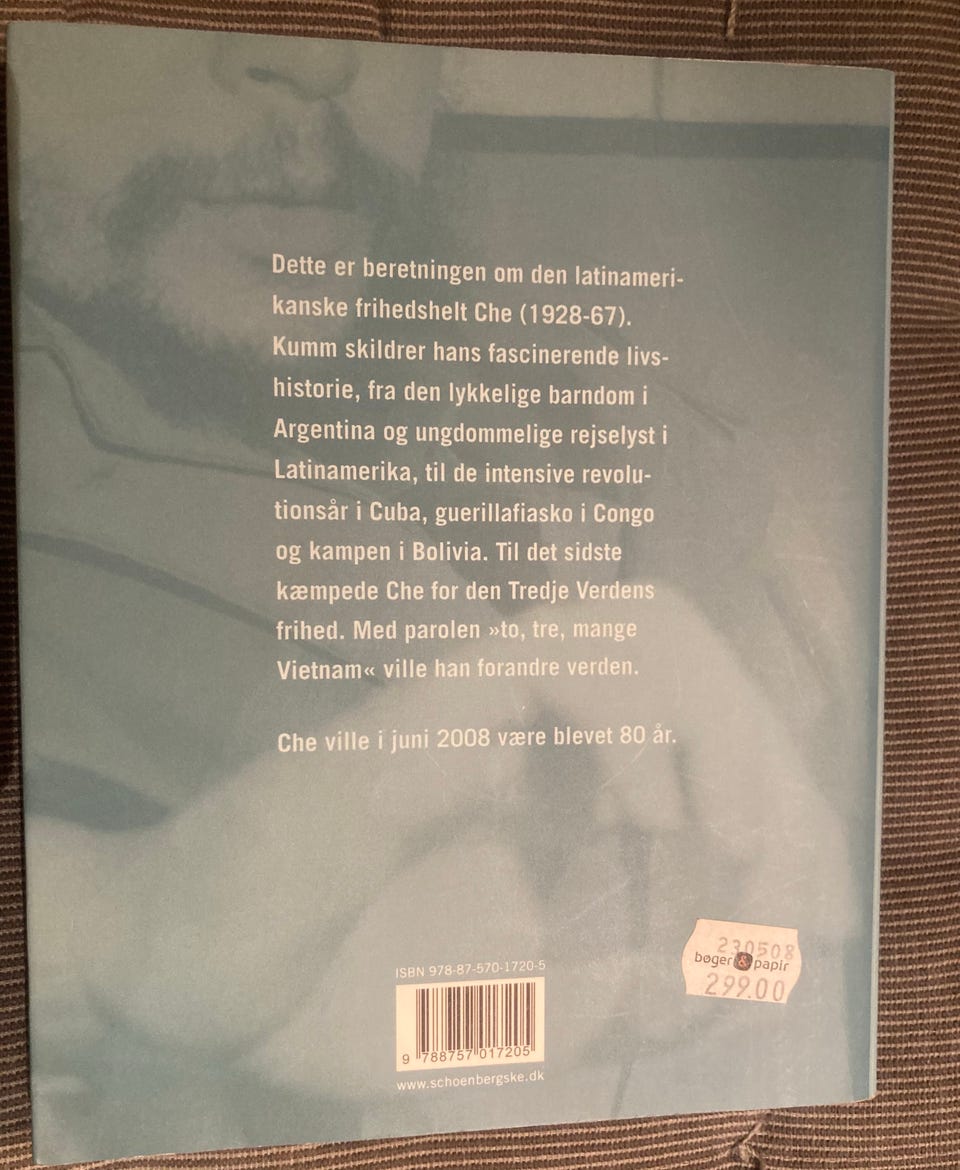 Dette er beretningen om den latinameri-
kanske frihedshelt Che (1928-67).
Kumm skildrer hans fascinerende livs-
historie, fra den lykkelige barndom i
Argentina og ungdommelige rejselyst i
Latinamerika, til de intensive revolu-
tionsår i Cuba, guerillafiasko i Congo
og kampen i Bolivia. Til det sidste
kæmpede Che for den Tredje Verdens
frihed. Med parolen »to, tre, mange
Vietnam« ville han forandre verden.
Che ville i juni 2008 være blevet 80 år.
230508
bøger & papir
299.00
ISBN 978-87-570-1720-5
9 788757 017205
www.schoenbergske.dk